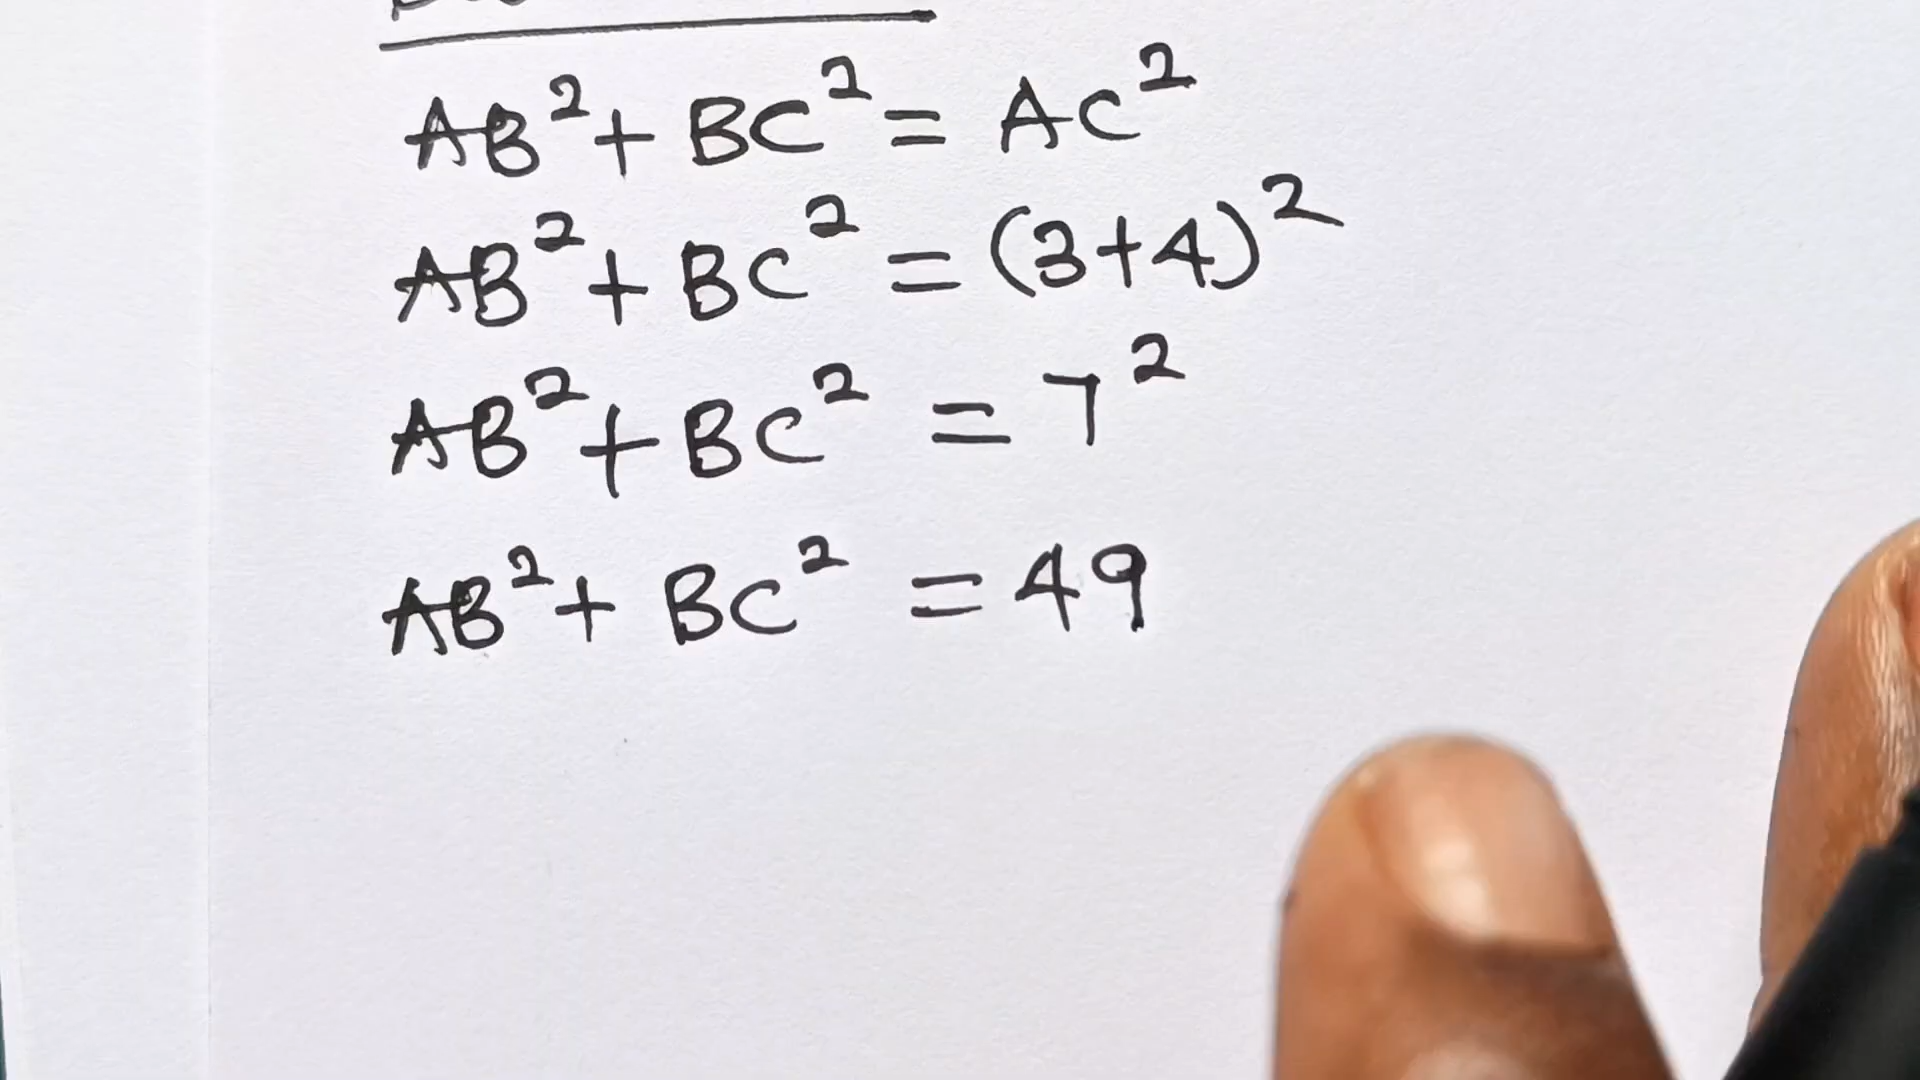 AB² + BC² = AC²
AB² + BC² = (3+4)²
AB² + BC² = 7²
AB² + BC² = 49